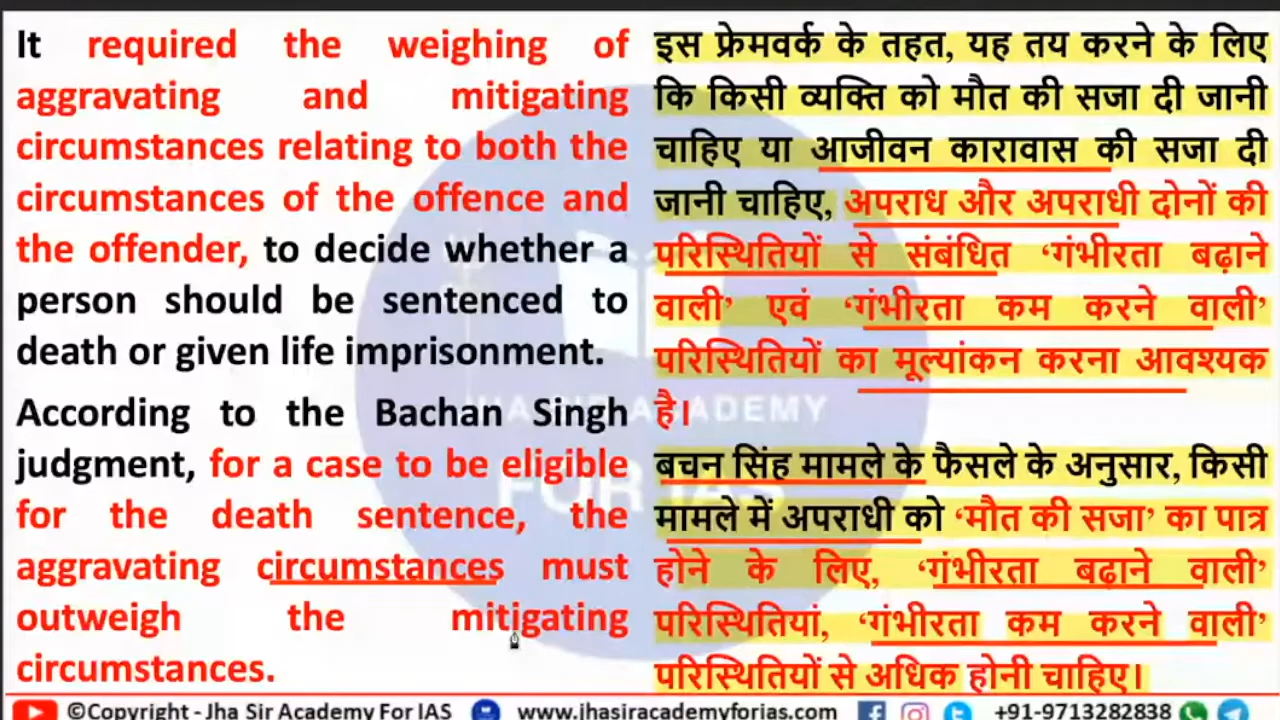 It required the weighing of
aggravating and mitigating
circumstances relating to both the
circumstances of the offence and
the offender, to decide whether a
person should be sentenced to
death or given life imprisonment.
According to the Bachan Singh
judgment, for a case to be eligible
for the death sentence, the
aggravating circumstances must
outweigh the mitigating
circumstances.
इस फ्रेमवर्क के तहत, यह तय करने के लिए
कि किसी व्यक्ति को मौत की सजा दी जानी
चाहिए या आजीवन कारावास की सजा दी
जानी चाहिए, अपराध और अपराधी दोनों की
परिस्थितियों से संबंधित ‘गंभीरता बढ़ाने
वाली’ एवं ‘गंभीरता कम करने वाली’
परिस्थितियों का मूल्यांकन करना आवश्यक
है।
बचन सिंह मामले के फैसले के अनुसार, किसी
मामले में अपराधी को ‘मौत की सजा’ का पात्र
होने के लिए, ‘गंभीरता बढ़ाने वाली’
परिस्थितियां, ‘गंभीरता कम करने वाली’
परिस्थितियों से अधिक होनी चाहिए।
ACADEMY
FOR IAS
©Copyright - Jha Sir Academy For IAS www.jhasiracademyforias.com +91-9713282838